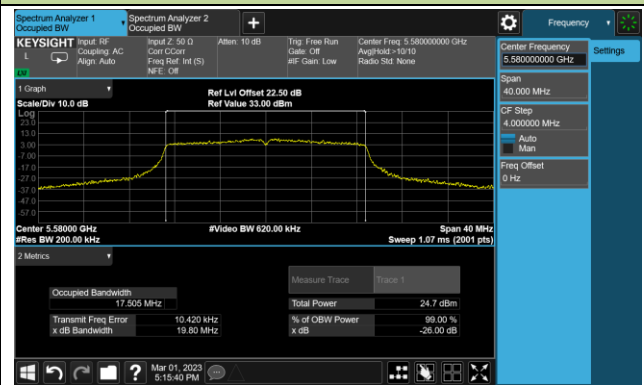 Spectrum Analyzer 1
Occupied BW
Spectrum Analyzer 2
Occupied BW
+
Frequency
KEYSIGHT
L
LXI
Input: RF
Coupling: AC
Align: Auto
Input Z: 50 Ω
Corr CCorr
Freq Ref: Int (S)
NFE: Off
Atten: 10 dB
Trig: Free Run
Gate: Off
#IF Gain: Low
Center Freq: 5.580000000 GHz
Avg|Hold:>10/10
Radio Std: None
Center Frequency
5.580000000 GHz
Settings
Span
40.000 MHz
CF Step
4.000000 MHz
Auto
Man
Freq Offset
0 Hz
1 Graph
Scale/Div 10.0 dB
Ref Lvl Offset 22.50 dB
Ref Value 33.00 dBm
Log
23.0
13.0
3.00
-7.00
-17.0
-27.0
-37.0
-47.0
-57.0
Center 5.58000 GHz
#Video BW 620.00 kHz
Span 40 MHz
#Res BW 200.00 kHz
Sweep 1.07 ms (2001 pts)
2 Metrics
Measure Trace
Trace 1
Occupied Bandwidth
17.505 MHz
Total Power
24.7 dBm
Transmit Freq Error
10.420 kHz
% of OBW Power
99.00 %
x dB Bandwidth
19.80 MHz
x dB
-26.00 dB
?
Mar 01, 2023
5:15:40 PM